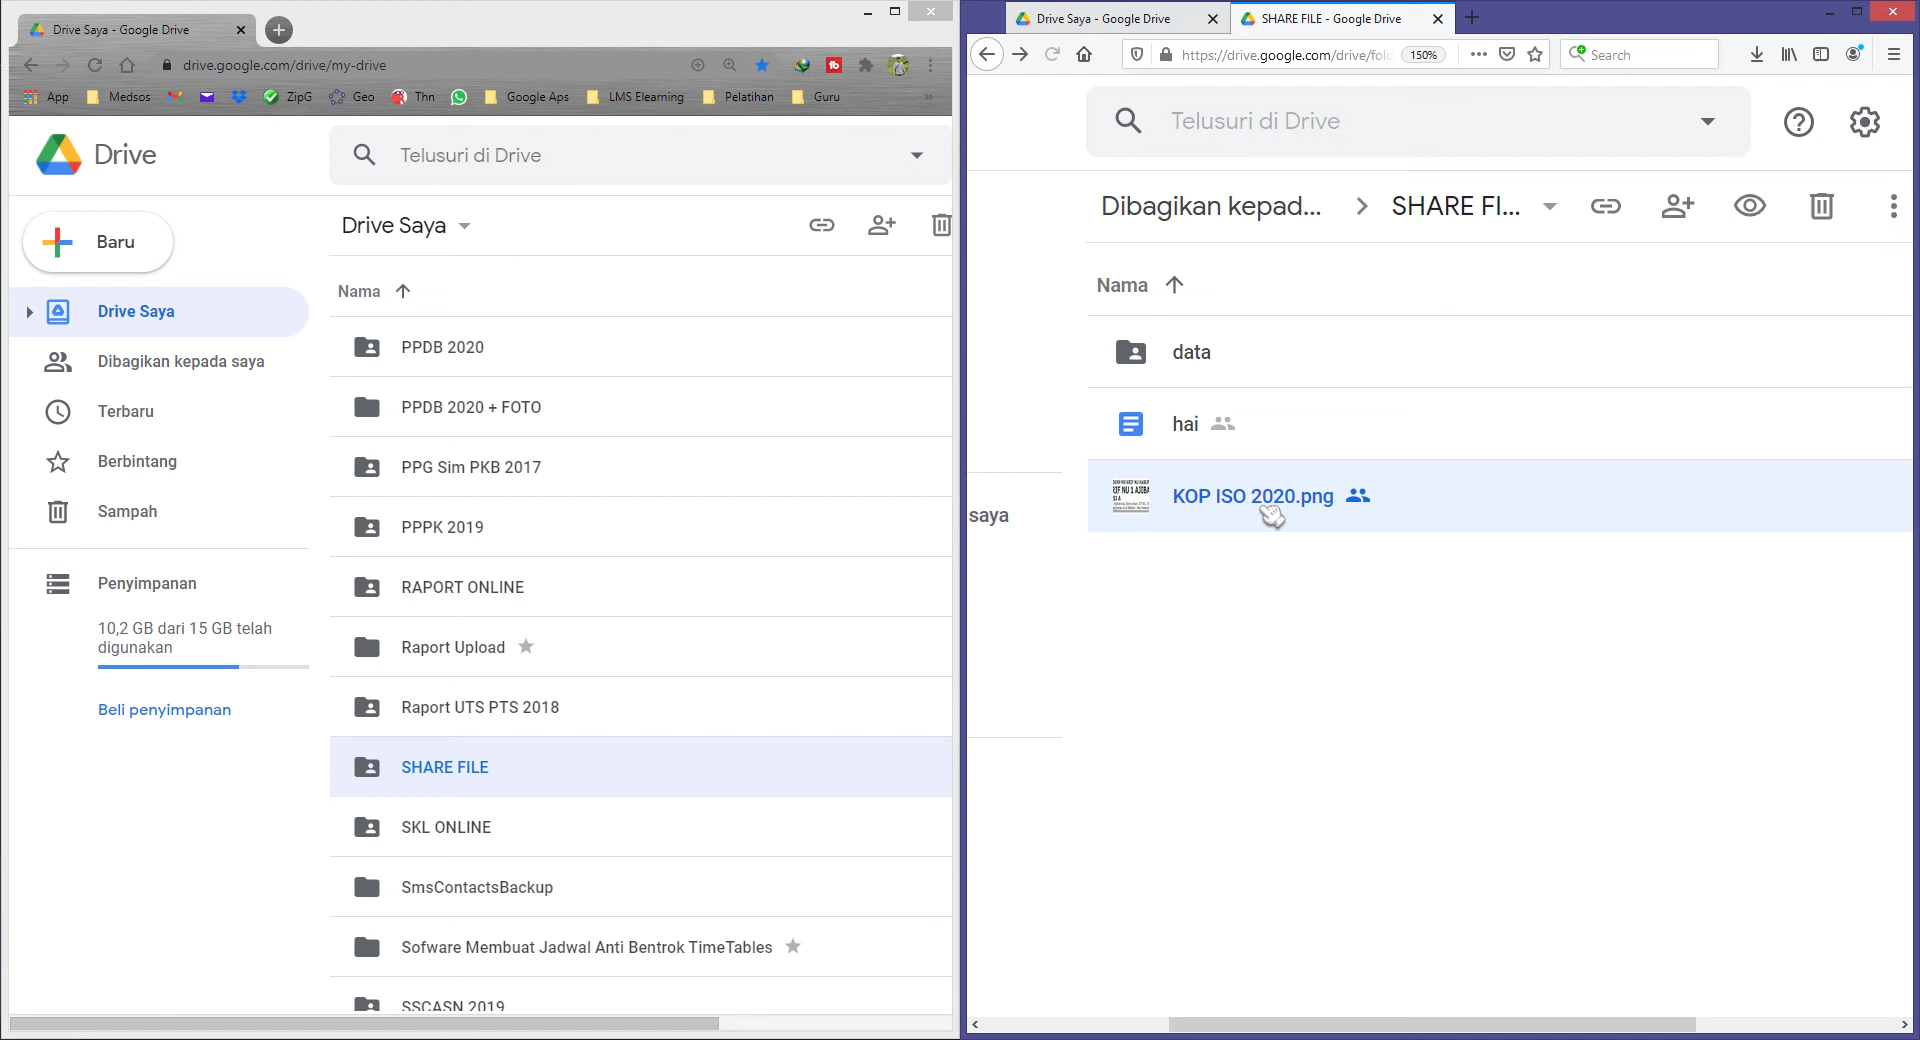 Drive Saya - Google Drive
drive.google.com/drive/my-drive
App
Medsos
ZipG
Geo
Thn
Google Aps
LMS Elearning
Pelatihan
Guru
»
Drive
Telusuri di Drive
Baru
Drive Saya
Dibagikan kepada saya
Terbaru
Berbintang
Sampah
Penyimpanan
10,2 GB dari 15 GB telah
digunakan
Beli penyimpanan
Drive Saya
Nama
PPDB 2020
PPDB 2020 + FOTO
PPG Sim PKB 2017
PPPK 2019
RAPORT ONLINE
Raport Upload
Raport UTS PTS 2018
SHARE FILE
SKL ONLINE
SmsContactsBackup
Sofware Membuat Jadwal Anti Bentrok TimeTables
SSCASN 2019
Drive Saya - Google Drive
SHARE FILE - Google Drive
https://drive.google.com/drive/fol
150%
Search
Telusuri di Drive
Dibagikan kepad...
SHARE FI...
Nama
data
hai
KOP ISO 2020.png
saya